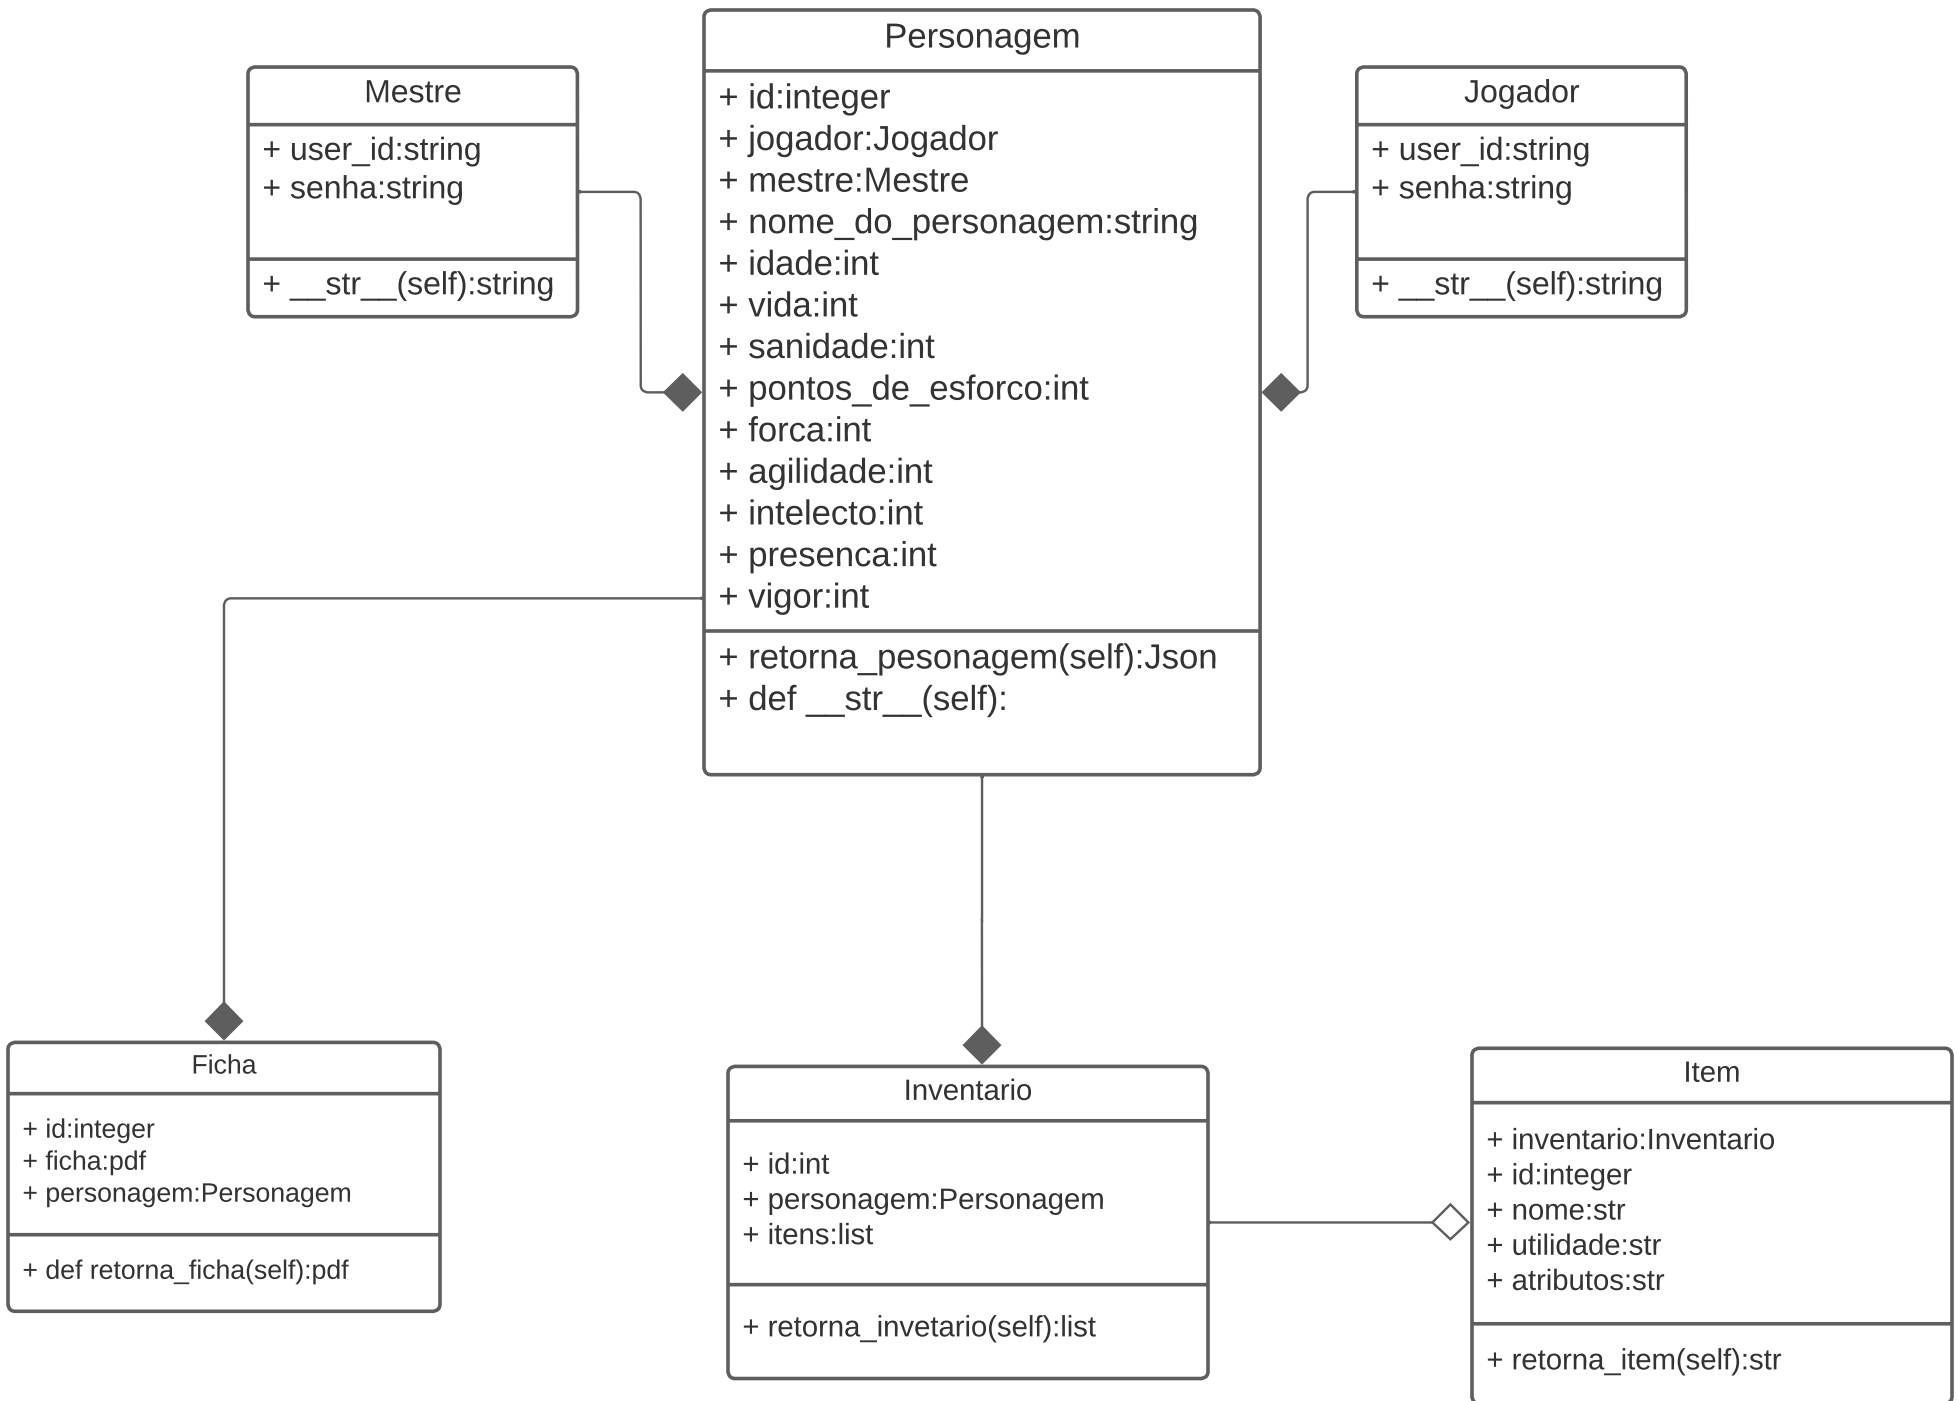 Personagem
+ id:integer
+ jogador:Jogador
+ mestre:Mestre
+ nome_do_personagem:string
+ idade:int
+ vida:int
+ sanidade:int
+ pontos_de_esforco:int
+ forca:int
+ agilidade:int
+ intelecto:int
+ presenca:int
+ vigor:int
+ retorna_pesonagem(self):Json
+ def __str__(self):
Mestre
+ user_id:string
+ senha:string
+ __str__(self):string
Jogador
+ user_id:string
+ senha:string
+ __str__(self):string
Ficha
+ id:integer
+ ficha:pdf
+ personagem:Personagem
+ def retorna_ficha(self):pdf
Inventario
+ id:int
+ personagem:Personagem
+ itens:list
+ retorna_invetario(self):list
Item
+ inventario:Inventario
+ id:integer
+ nome:str
+ utilidade:str
+ atributos:str
+ retorna_item(self):str